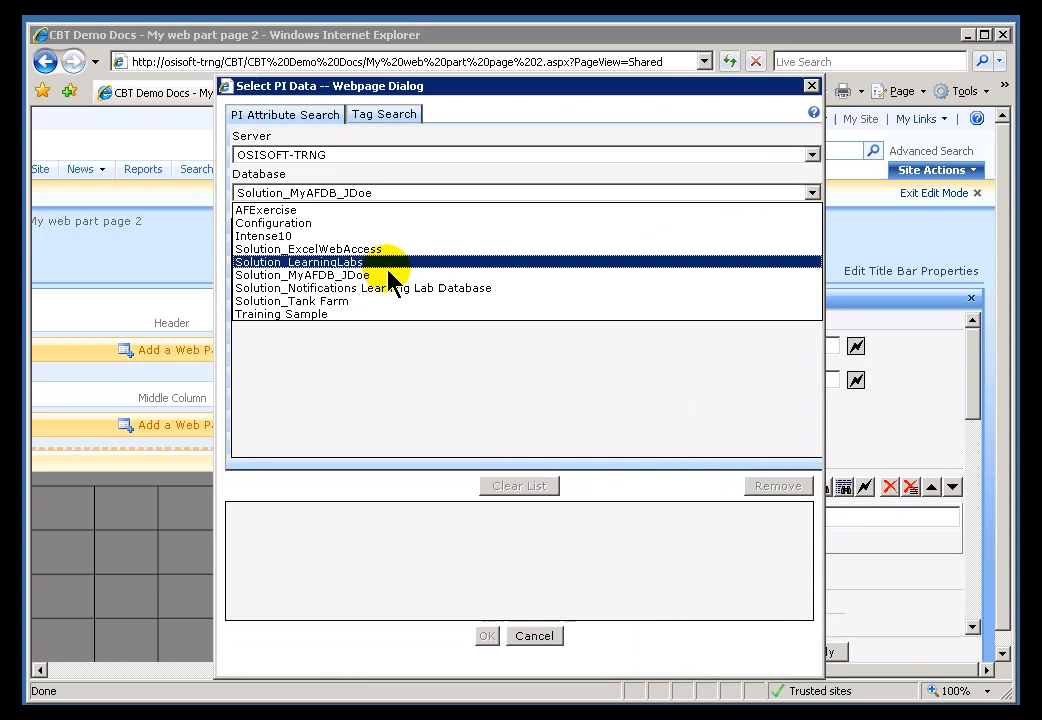 CBT Demo Docs - My web part page 2 - Windows Internet Explorer
http://osisoft-trng/CBT/CBT%20Demo%20Docs/My%20web%20part%20page%202.aspx?PageView=Shared
Live Search
CBT Demo Docs - My
Page
Tools
Select PI Data -- Webpage Dialog
PI Attribute Search
Tag Search
My Site
My Links
Server
OSISOFT-TRNG
Advanced Search
Site
News
Reports
Search
Database
Site Actions
Solution_MyAFDB_JDoe
Exit Edit Mode
AFExercise
My web part page 2
Configuration
Intense10
Solution_ExcelWebAccess
Solution_LearningLabs
Edit Title Bar Properties
Solution_MyAFDB_JDoe
Solution_Notifications Learning Lab Database
Solution_Tank Farm
Training Sample
Header
Add a Web P
Middle Column
Add a Web P
Clear List
Remove
OK
Cancel
ly
Done
Trusted sites
100%